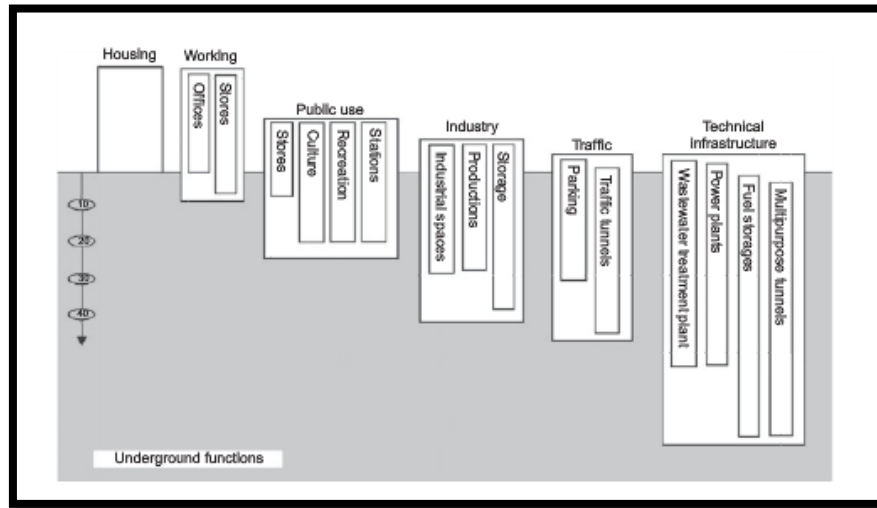 Housing
Working
Offices
Stores
Public use
Stores
Culture
Recreation
Stations
Industry
Industrial spaces
Productions
Storage
Traffic
Parking
Traffic tunnels
Technical
infrastructure
Wastewater treatment plant
Power plants
Fuel storages
Multipurpose tunnels
10
20
30
40
Underground functions